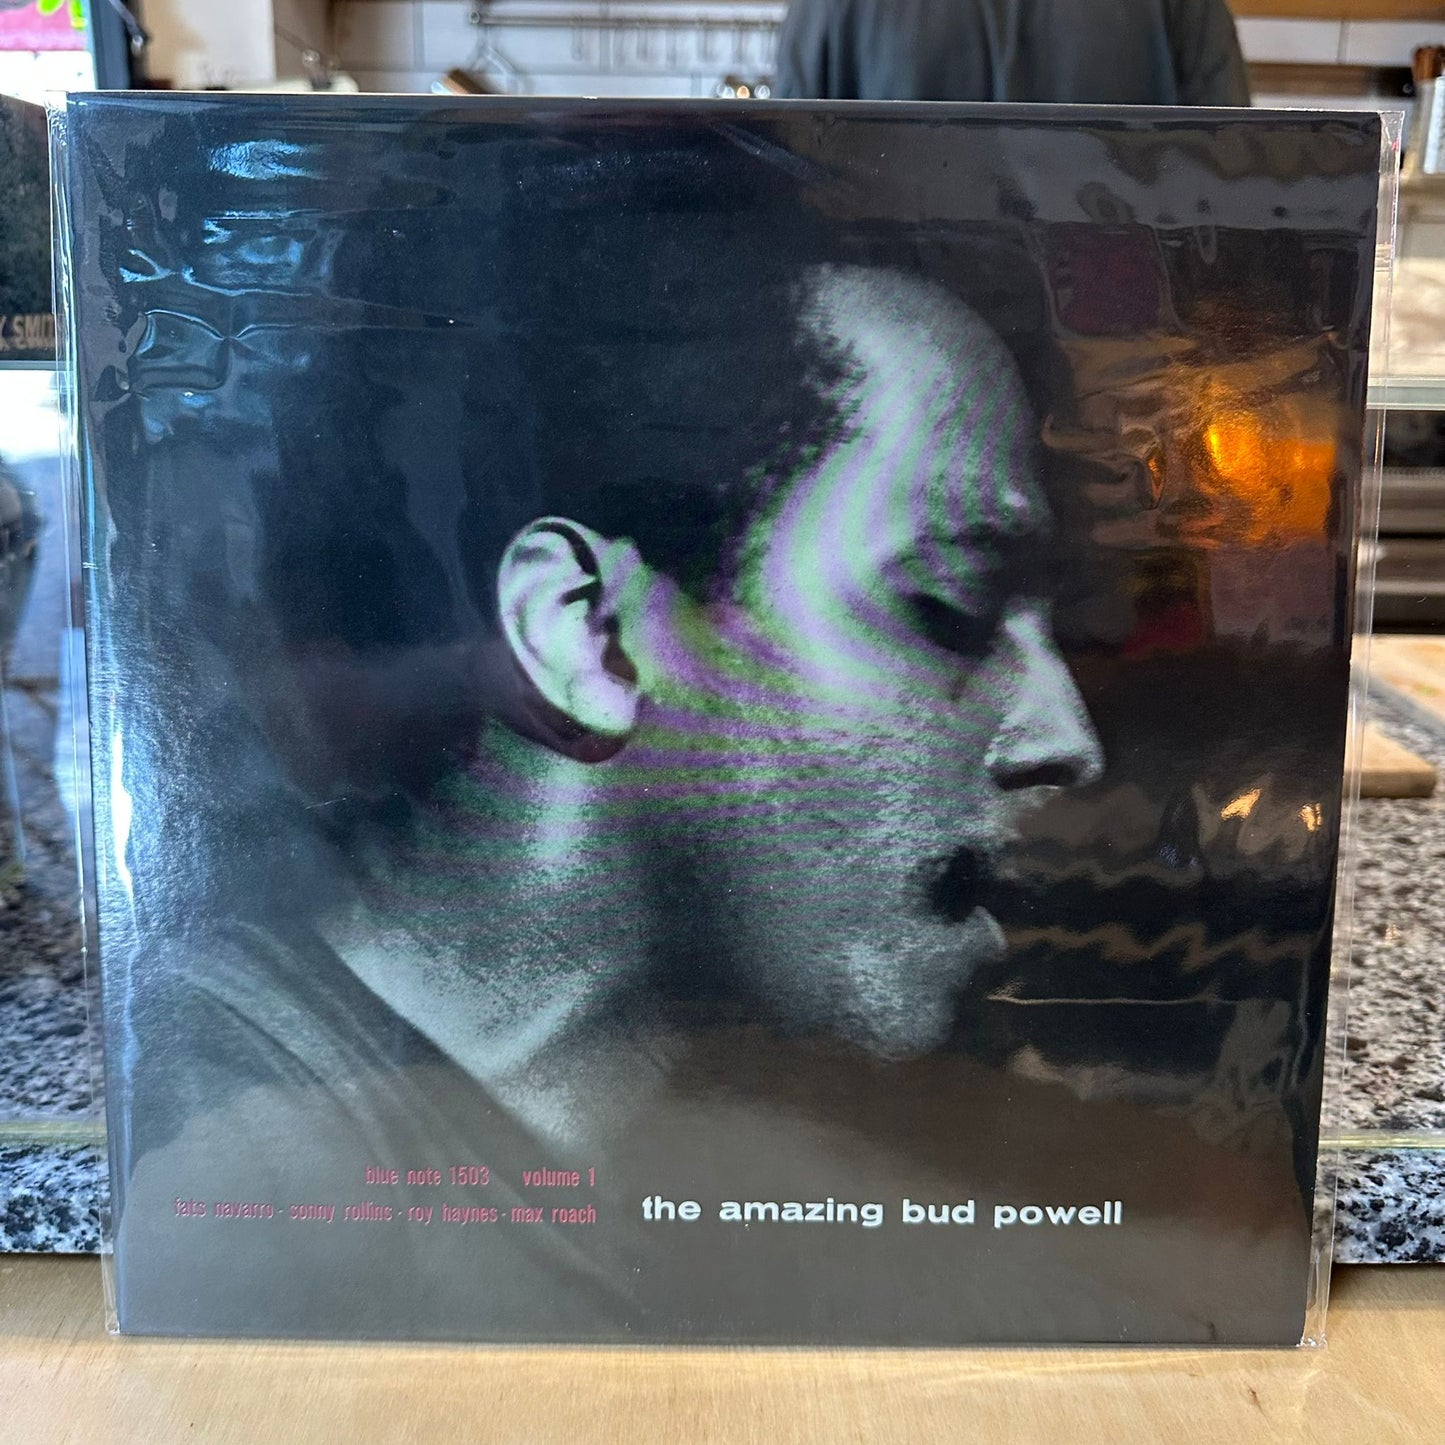 blue note 1503 volume 1
fats navarro · sonny rollins · roy haynes · max roach
the amazing bud powell